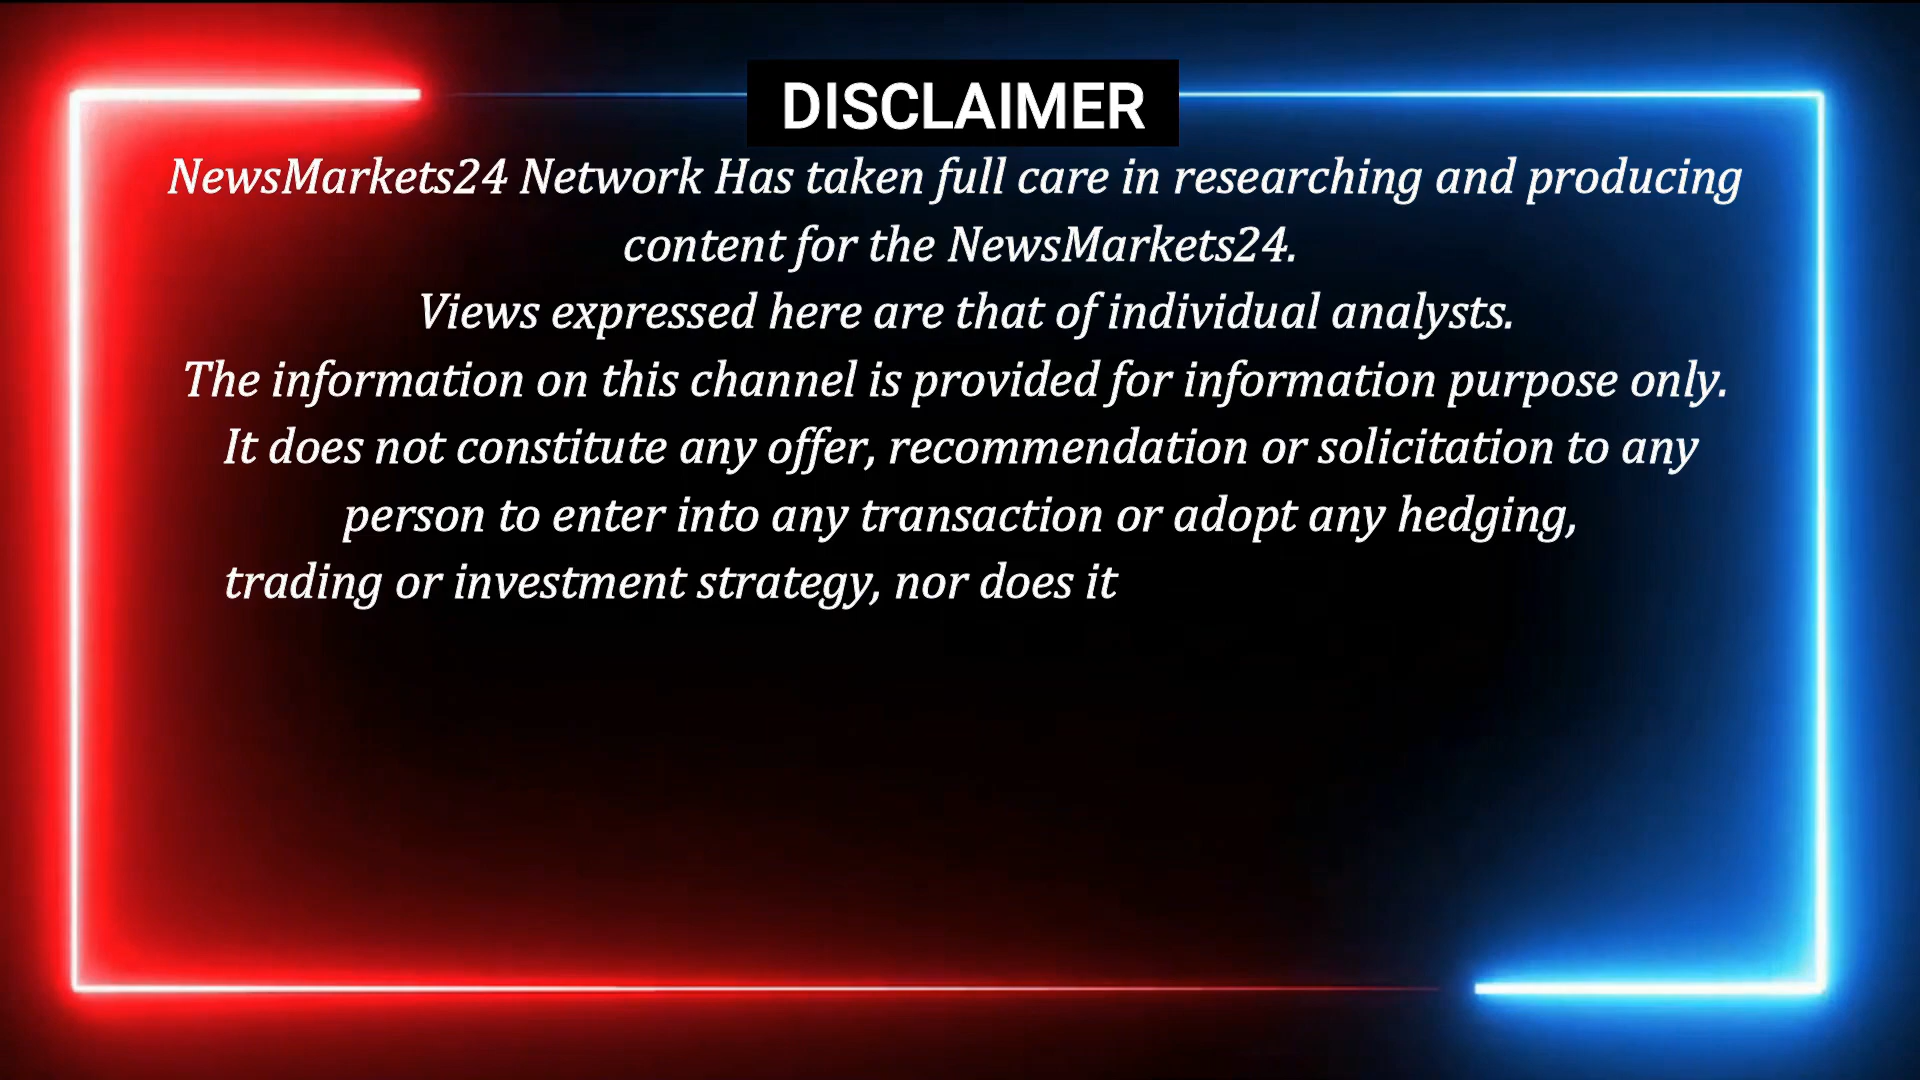 DISCLAIMER
NewsMarkets24 Network Has taken full care in researching and producing
content for the NewsMarkets24.
Views expressed here are that of individual analysts.
The information on this channel is provided for information purpose only.
It does not constitute any offer, recommendation or solicitation to any
person to enter into any transaction or adopt any hedging,
trading or investment strategy, nor does it